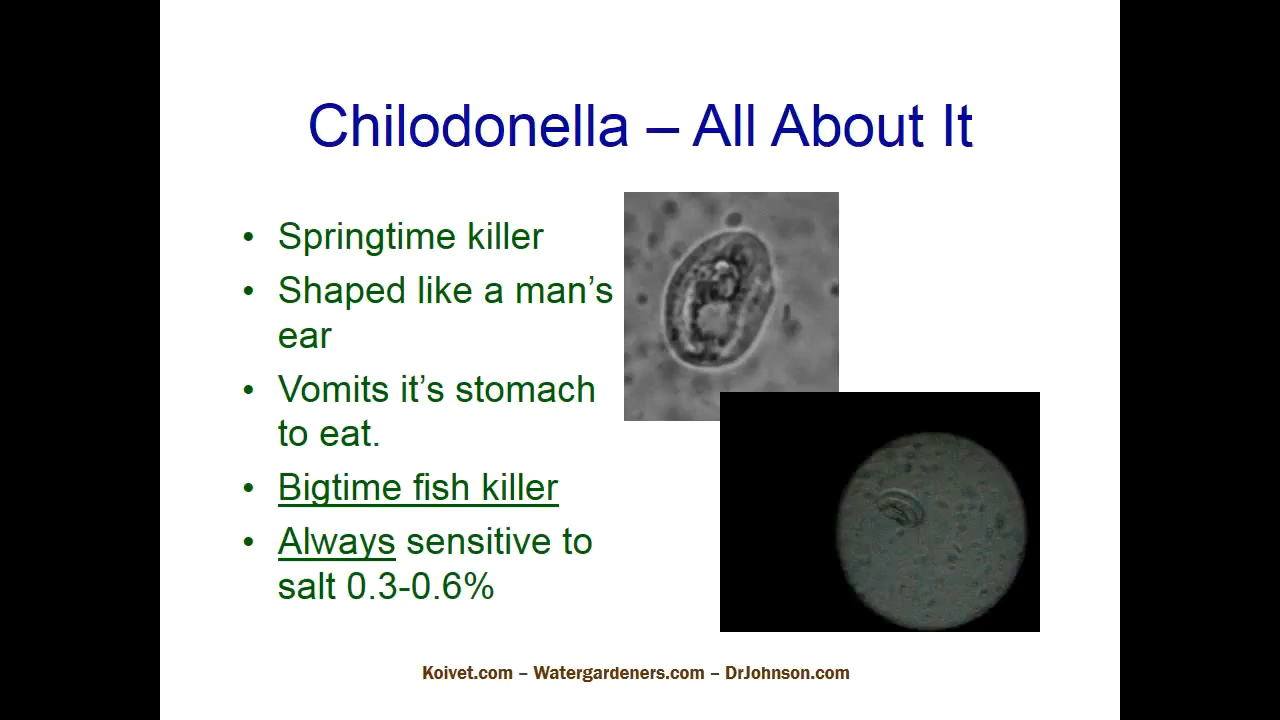 Chilodonella – All About It
• Springtime killer
• Shaped like a man’s
ear
• Vomits it’s stomach
to eat.
• Bigtime fish killer
• Always sensitive to
salt 0.3-0.6%
Koivet.com – Watergardeners.com – DrJohnson.com